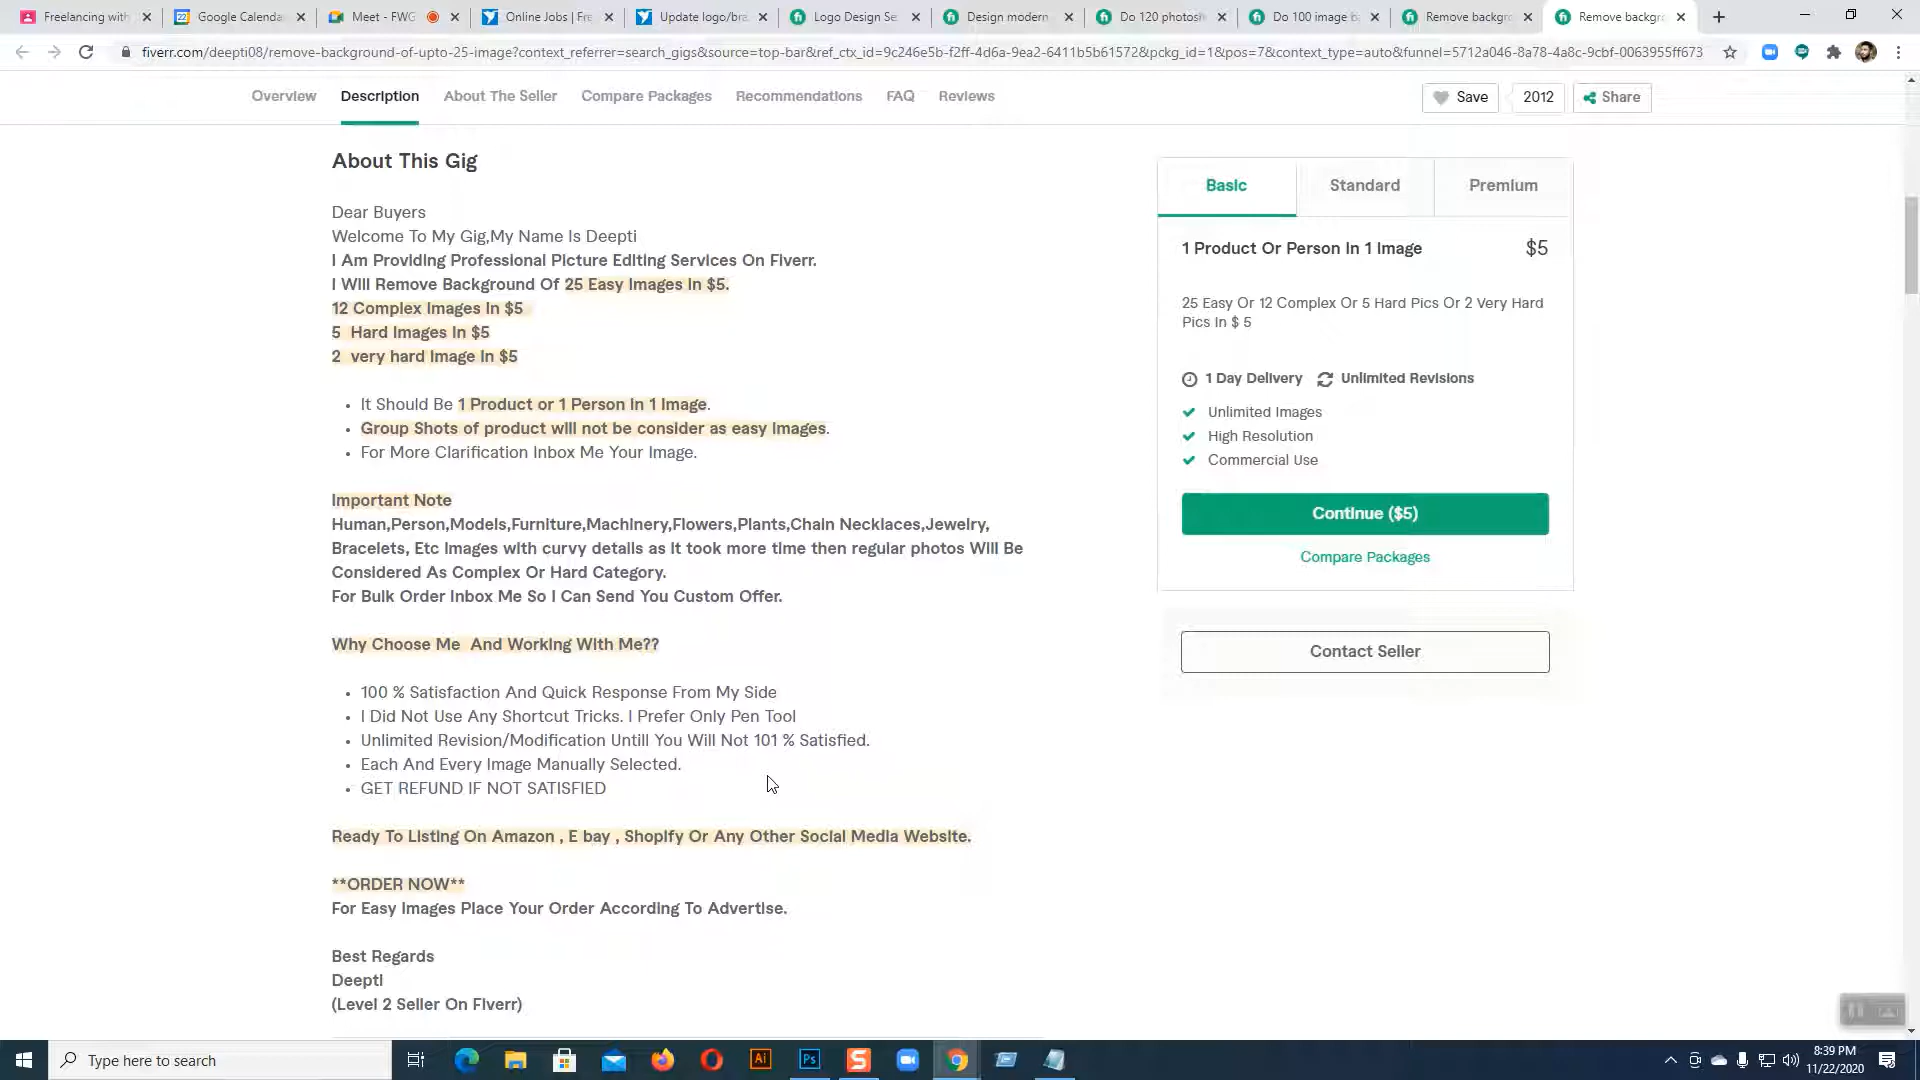 Freelancing with
Google Calenda
Meet - FWG
Online Jobs | Fre
Update logo/bra
Logo Design Se
Design modern
Do 120 photosh
Do 100 image b
Remove backgr
Remove backgr
fiverr.com/deepti08/remove-background-of-upto-25-image?context_referrer=search_gigs&source=top-bar&ref_ctx_id=9c246e5b-f2ff-4d6a-9ea2-6411b5b61572&pckg_id=1&pos=7&context_type=auto&funnel=5712a046-8a78-4a8c-9cbf-0063955ff673
Overview
Description
About The Seller
Compare Packages
Recommendations
FAQ
Reviews
Save
2012
Share
About This Gig
Dear Buyers
Welcome To My Gig,My Name Is Deepti
I Am Providing Professional Picture Editing Services On Fiverr.
I Will Remove Background Of 25 Easy Images In $5.
12 Complex Images In $5
5 Hard Images In $5
2 very hard Image In $5
• It Should Be 1 Product or 1 Person In 1 Image.
• Group Shots of product will not be consider as easy Images.
• For More Clarification Inbox Me Your Image.
Important Note
Human,Person,Models,Furniture,Machinery,Flowers,Plants,Chain Necklaces,Jewelry,
Bracelets, Etc Images with curvy details as It took more time then regular photos Will Be
Considered As Complex Or Hard Category.
For Bulk Order Inbox Me So I Can Send You Custom Offer.
Why Choose Me And Working With Me??
• 100 % Satisfaction And Quick Response From My Side
• I Did Not Use Any Shortcut Tricks. I Prefer Only Pen Tool
• Unlimited Revision/Modification Untill You Will Not 101 % Satisfied.
• Each And Every Image Manually Selected.
• GET REFUND IF NOT SATISFIED
Ready To Listing On Amazon , E bay , Shopify Or Any Other Social Media Website.
**ORDER NOW**
For Easy Images Place Your Order According To Advertise.
Best Regards
Deepti
(Level 2 Seller On Fiverr)
Basic
Standard
Premium
1 Product Or Person In 1 Image $5
25 Easy Or 12 Complex Or 5 Hard Pics Or 2 Very Hard
Pics In $ 5
1 Day Delivery
Unlimited Revisions
Unlimited Images
High Resolution
Commercial Use
Continue ($5)
Compare Packages
Contact Seller
Type here to search
Ai
Ps
S
8:39 PM
11/22/2020